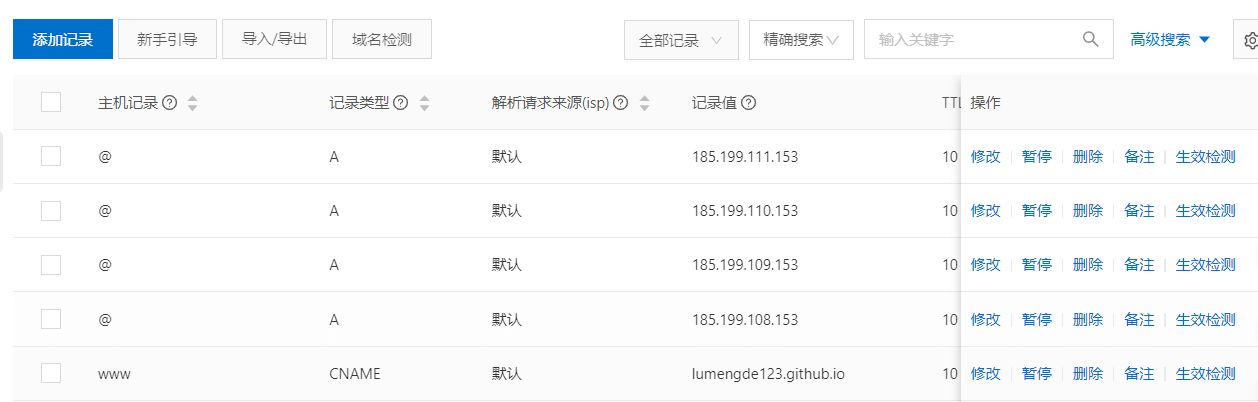 添加记录 新手引导 导入/导出 域名检测 全部记录 精确搜索 输入关键字 高级搜索
主机记录 记录类型 解析请求来源(isp) 记录值 TTL 操作
@ A 默认 185.199.111.153 10 修改 暂停 删除 备注 生效检测
@ A 默认 185.199.110.153 10 修改 暂停 删除 备注 生效检测
@ A 默认 185.199.109.153 10 修改 暂停 删除 备注 生效检测
@ A 默认 185.199.108.153 10 修改 暂停 删除 备注 生效检测
www CNAME 默认 lumengde123.github.io 10 修改 暂停 删除 备注 生效检测